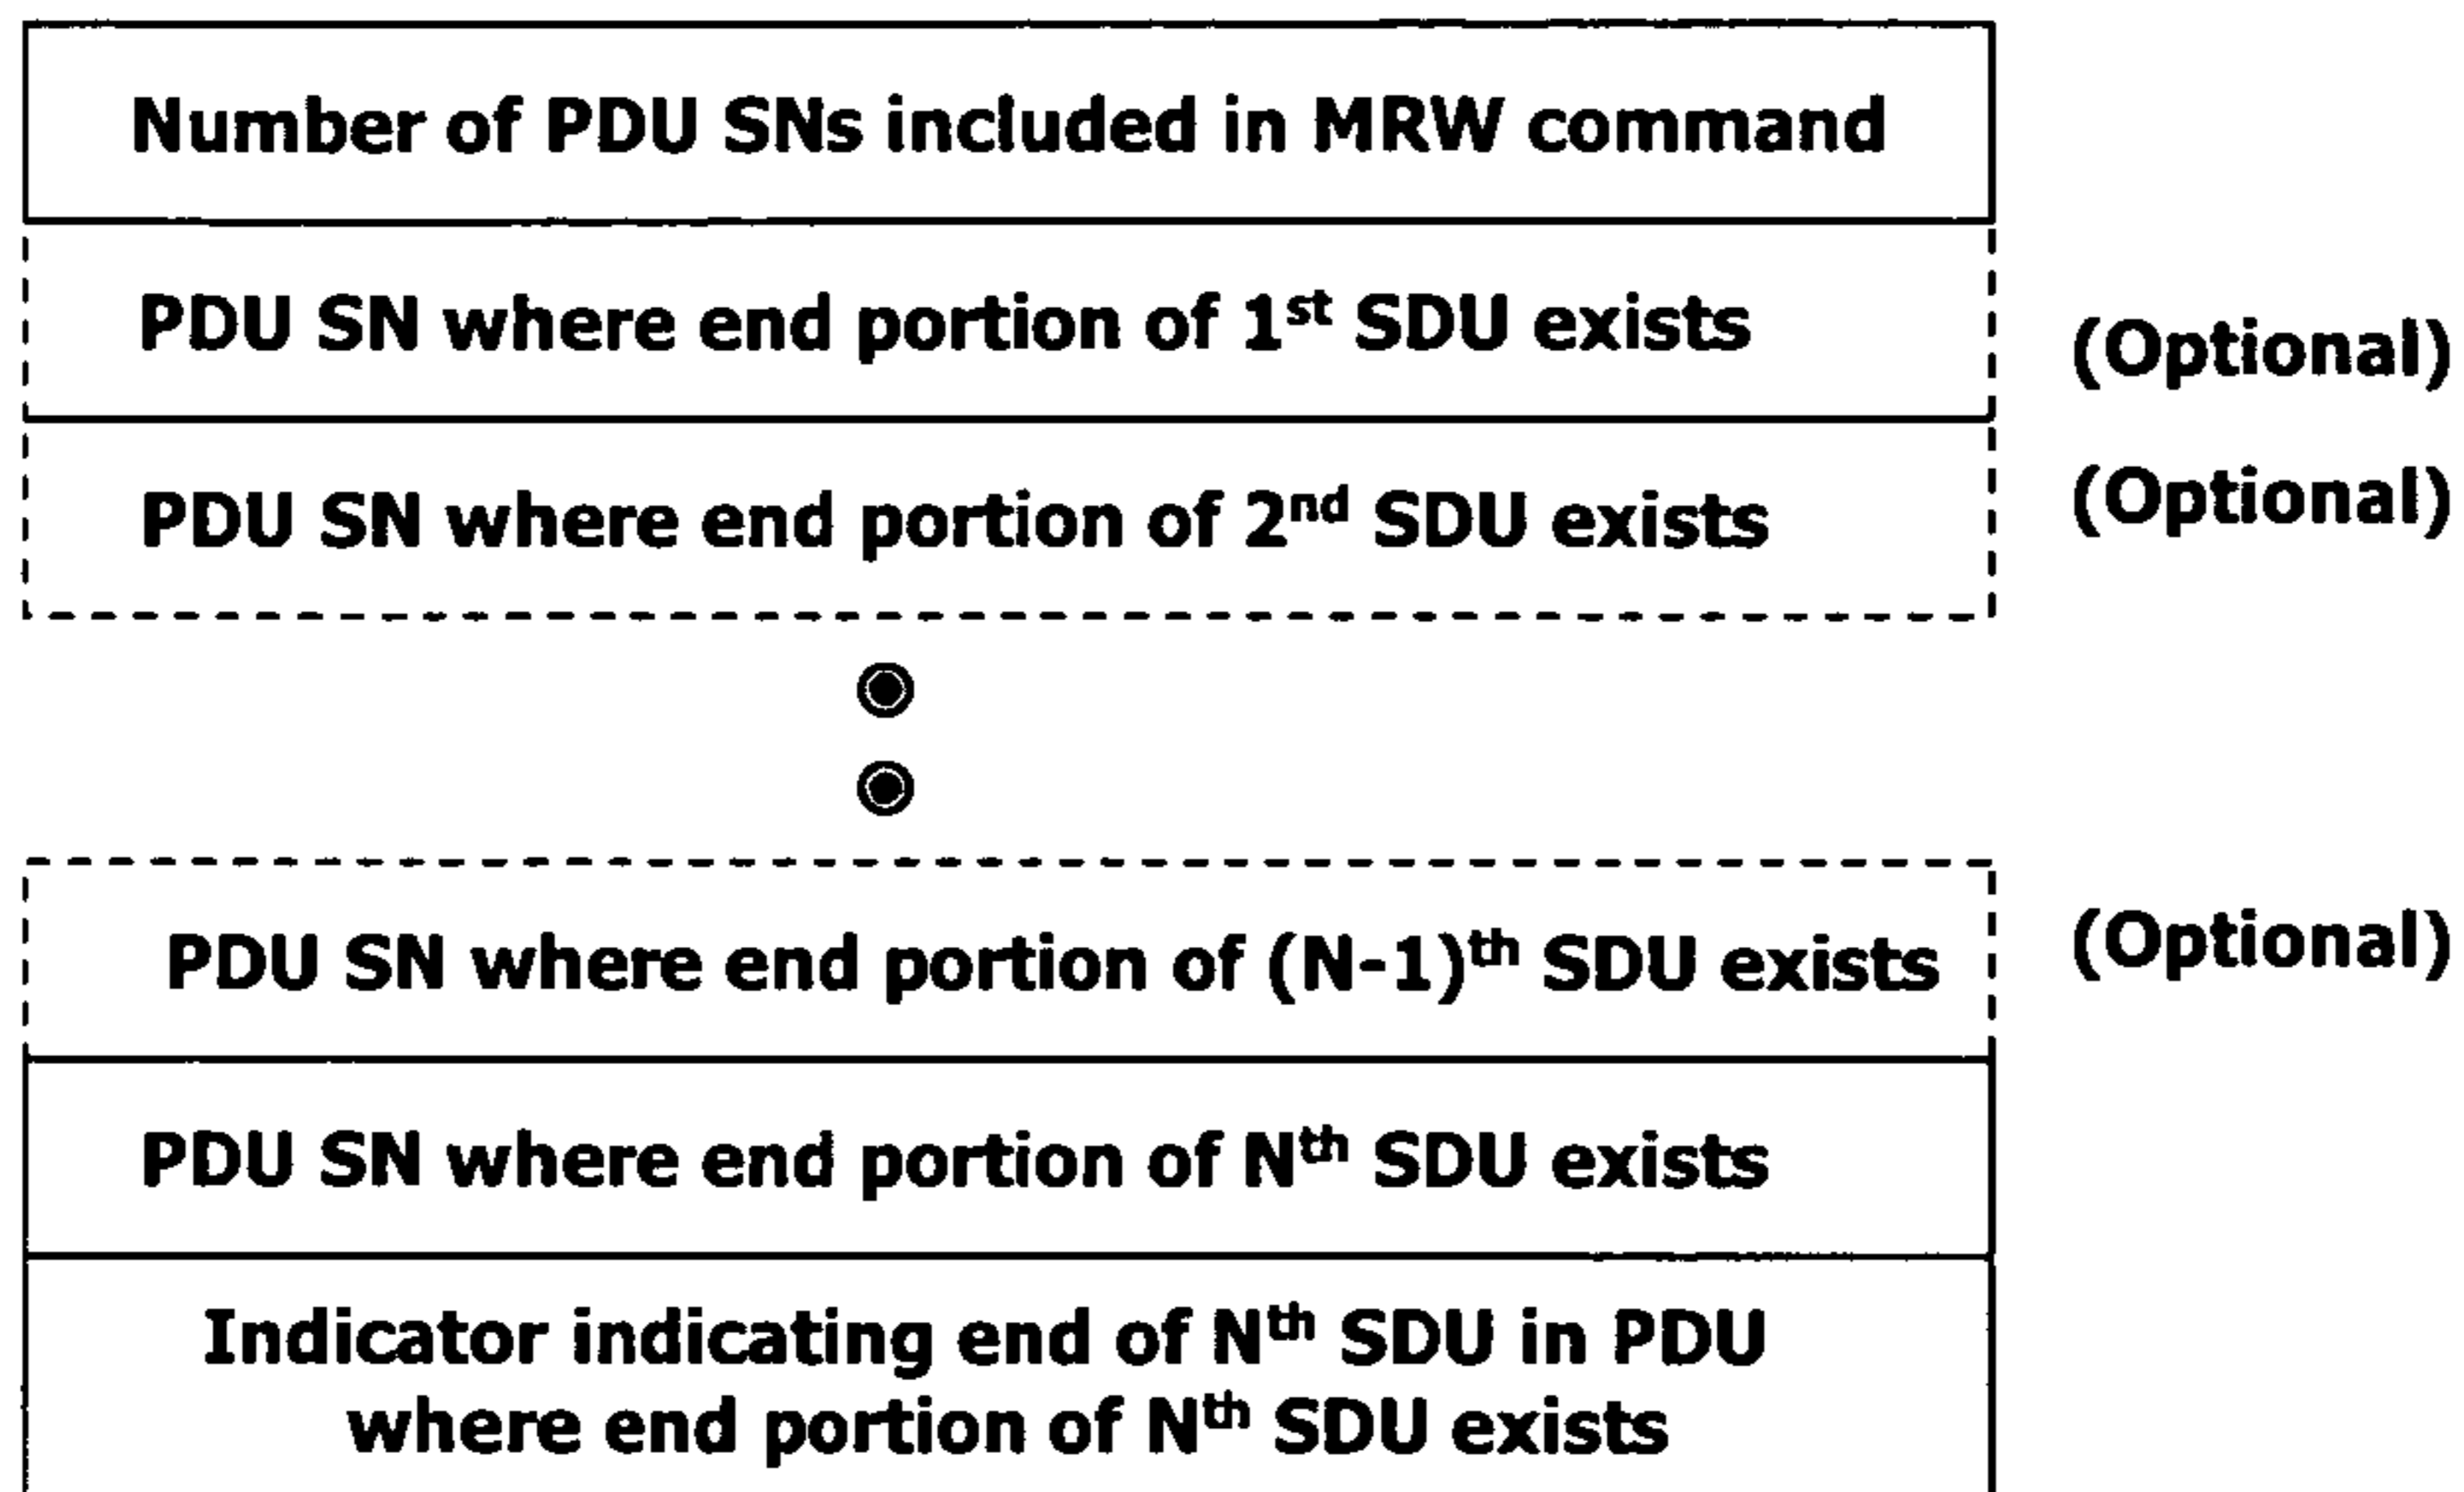 Number of PDU SNs included in MRW command
PDU SN where end portion of 1st SDU exists
(Optional)
PDU SN where end portion of 2nd SDU exists
(Optional)
PDU SN where end portion of (N-1)th SDU exists
(Optional)
PDU SN where end portion of Nth SDU exists
Indicator indicating end of Nth SDU in PDU
where end portion of Nth SDU exists